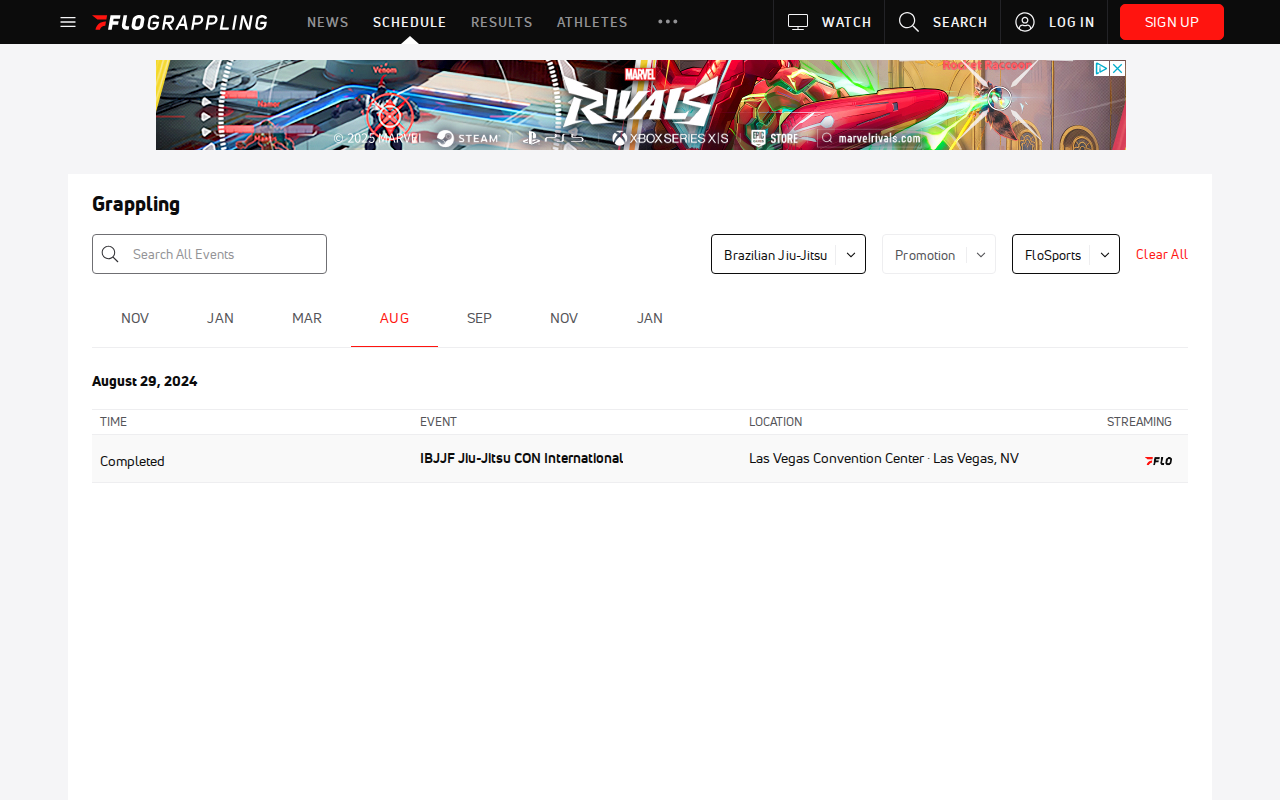 FLOGRAPPLING
NEWS
SCHEDULE
RESULTS
ATHLETES
WATCH
SEARCH
LOG IN
SIGN UP
Venom
Rocket Raccoon
MARVEL
RIVALS
© 2025 MARVEL
STEAM
PS5
XBOX SERIES X|S
EPIC GAMES STORE
marvelrivals.com
Grappling
Search All Events
Brazilian Jiu-Jitsu
Promotion
FloSports
Clear All
NOV
JAN
MAR
AUG
SEP
NOV
JAN
August 29, 2024
TIME
EVENT
LOCATION
STREAMING
Completed
IBJJF Jiu-Jitsu CON International
Las Vegas Convention Center · Las Vegas, NV
FLO